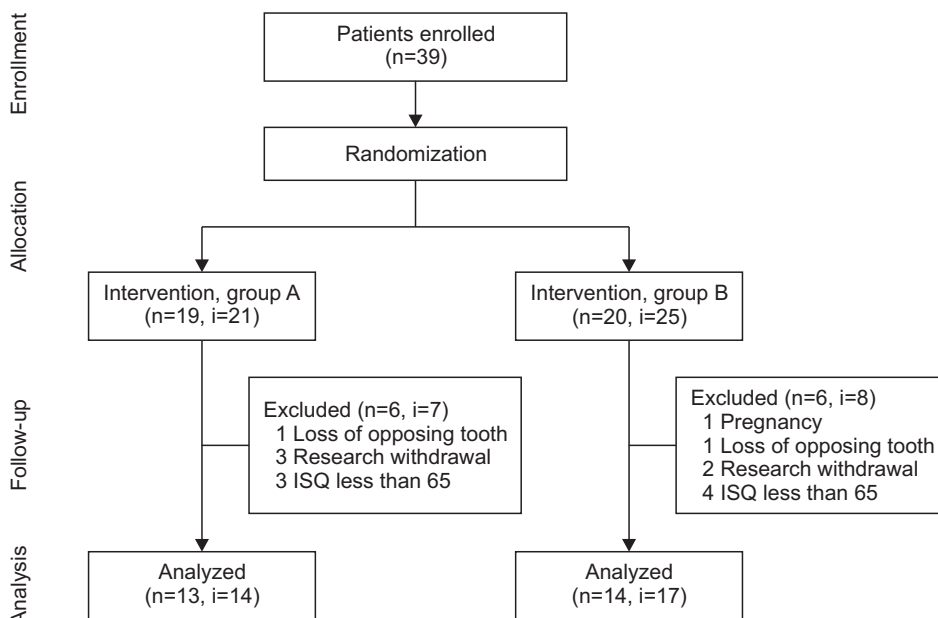 Enrollment
Patients enrolled
(n=39)
Randomization
Allocation
Intervention, group A
(n=19, i=21)
Intervention, group B
(n=20, i=25)
Follow-up
Excluded (n=6, i=7)
1 Loss of opposing tooth
3 Research withdrawal
3 ISQ less than 65
Excluded (n=6, i=8)
1 Pregnancy
1 Loss of opposing tooth
2 Research withdrawal
4 ISQ less than 65
Analysis
Analyzed
(n=13, i=14)
Analyzed
(n=14, i=17)